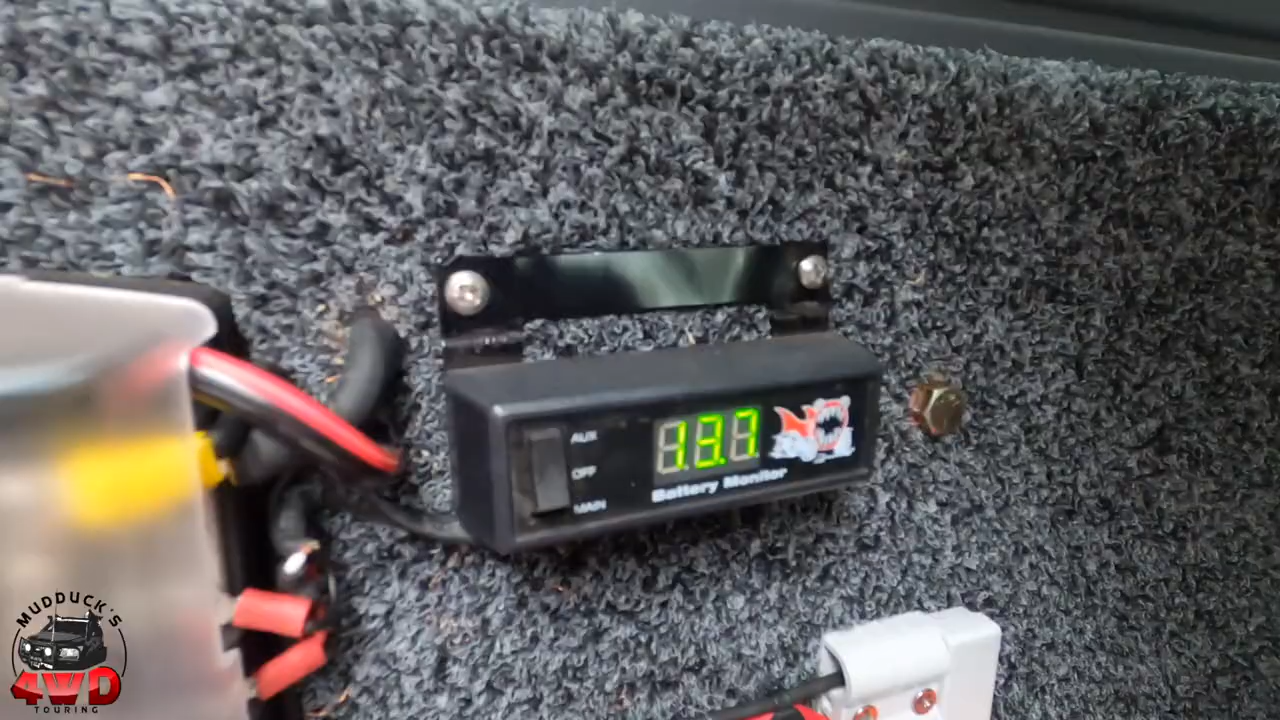 AUX
OFF
MAIN
13.7
Battery Monitor
MUDDUCK'S
4WD
TOURING